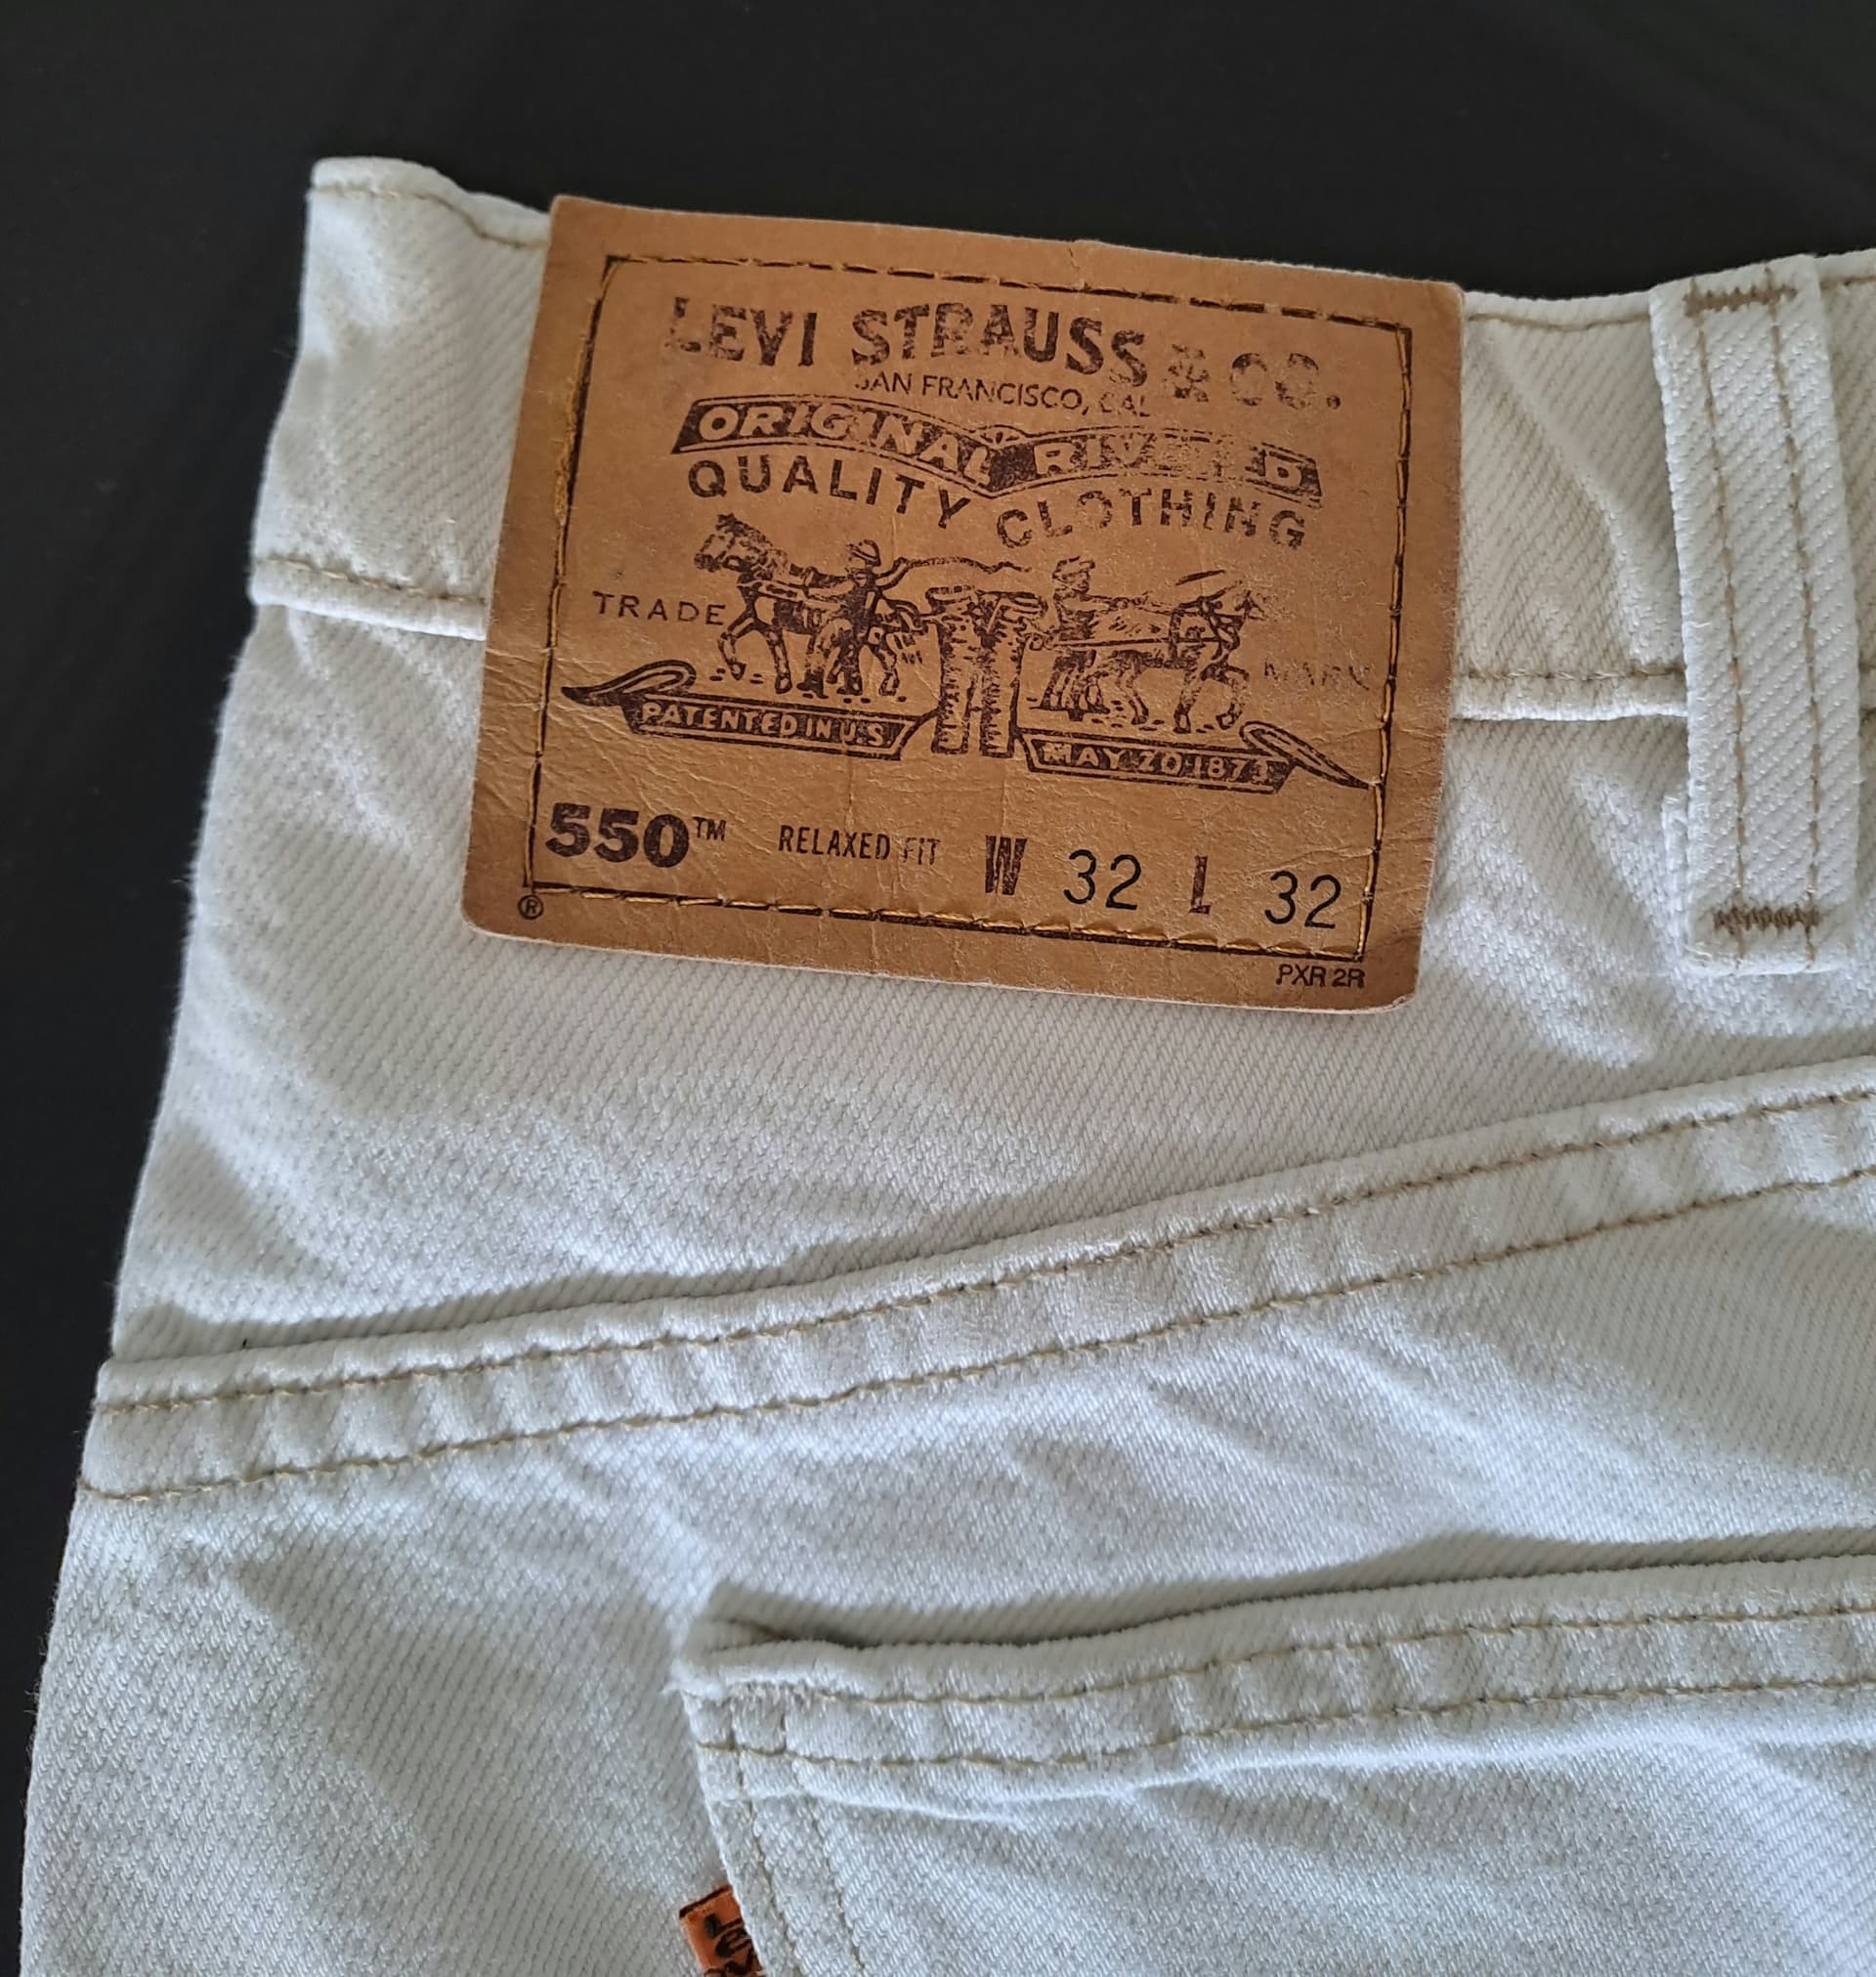 LEVI STRAUSS & CO.
SAN FRANCISCO, CAL
ORIGINAL RIVETED
QUALITY CLOTHING
TRADE MARK
PATENTED IN U.S.
MAY 20 1873
550™ RELAXED FIT W 32 L 32
®
PXR 2R